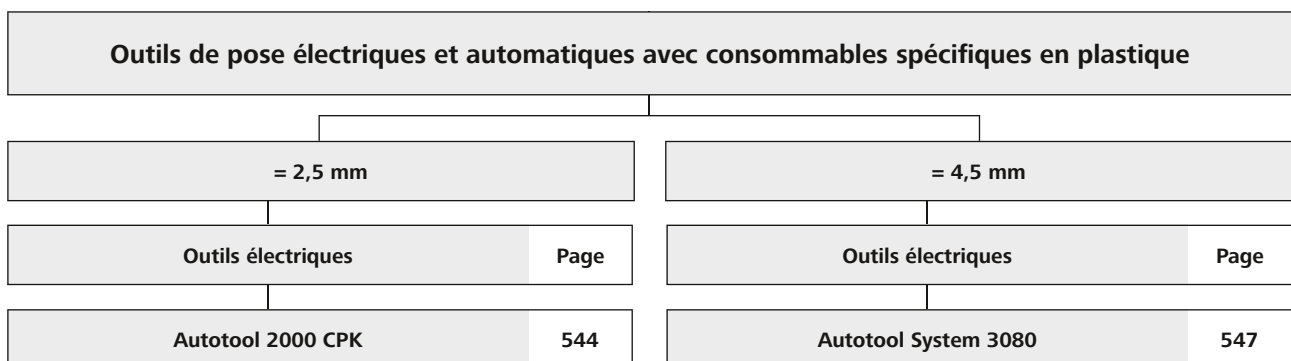 Outils de pose électriques et automatiques avec consommables spécifiques en plastique
= 2,5 mm
= 4,5 mm
Outils électriques Page
Outils électriques Page
Autotool 2000 CPK 544
Autotool System 3080 547